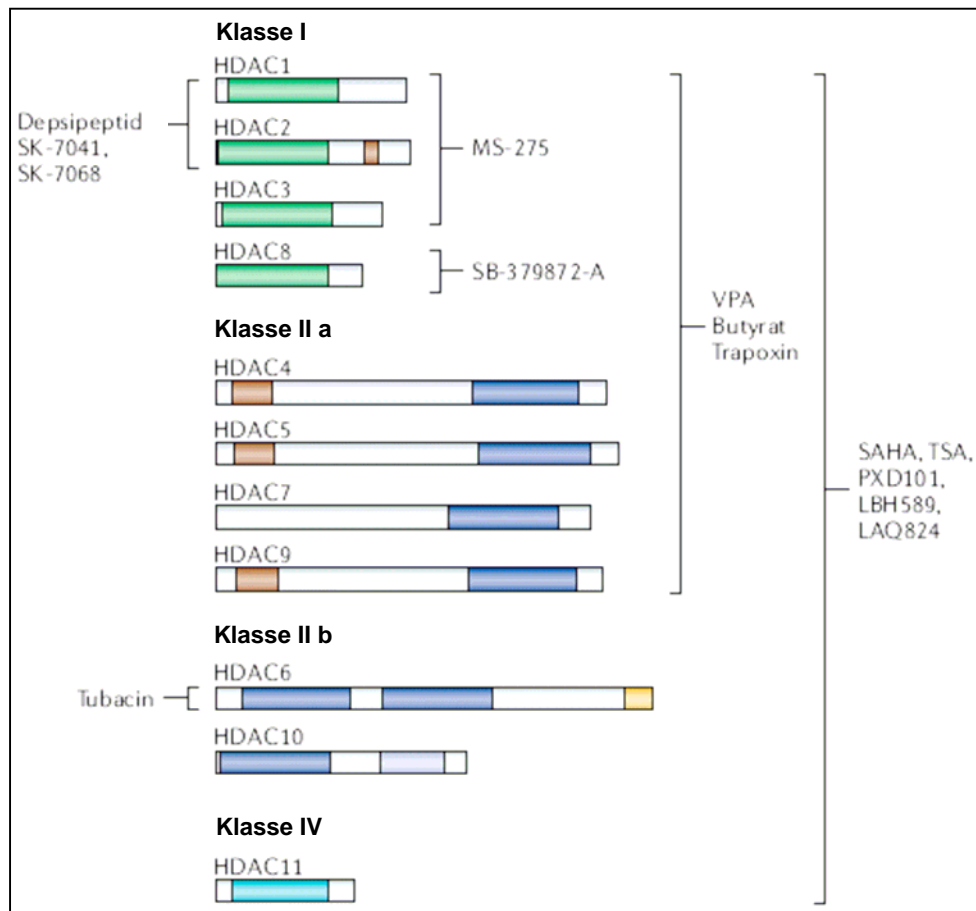 Klasse I
HDAC1
Depsipeptid
SK-7041,
SK-7068
HDAC2
MS-275
HDAC3
HDAC8
SB-379872-A
VPA
Butyrat
Trapoxin
Klasse II a
HDAC4
HDAC5
SAHA, TSA,
PXD101,
LBH589,
LAQ824
HDAC7
HDAC9
Klasse II b
HDAC6
Tubacin
HDAC10
Klasse IV
HDAC11